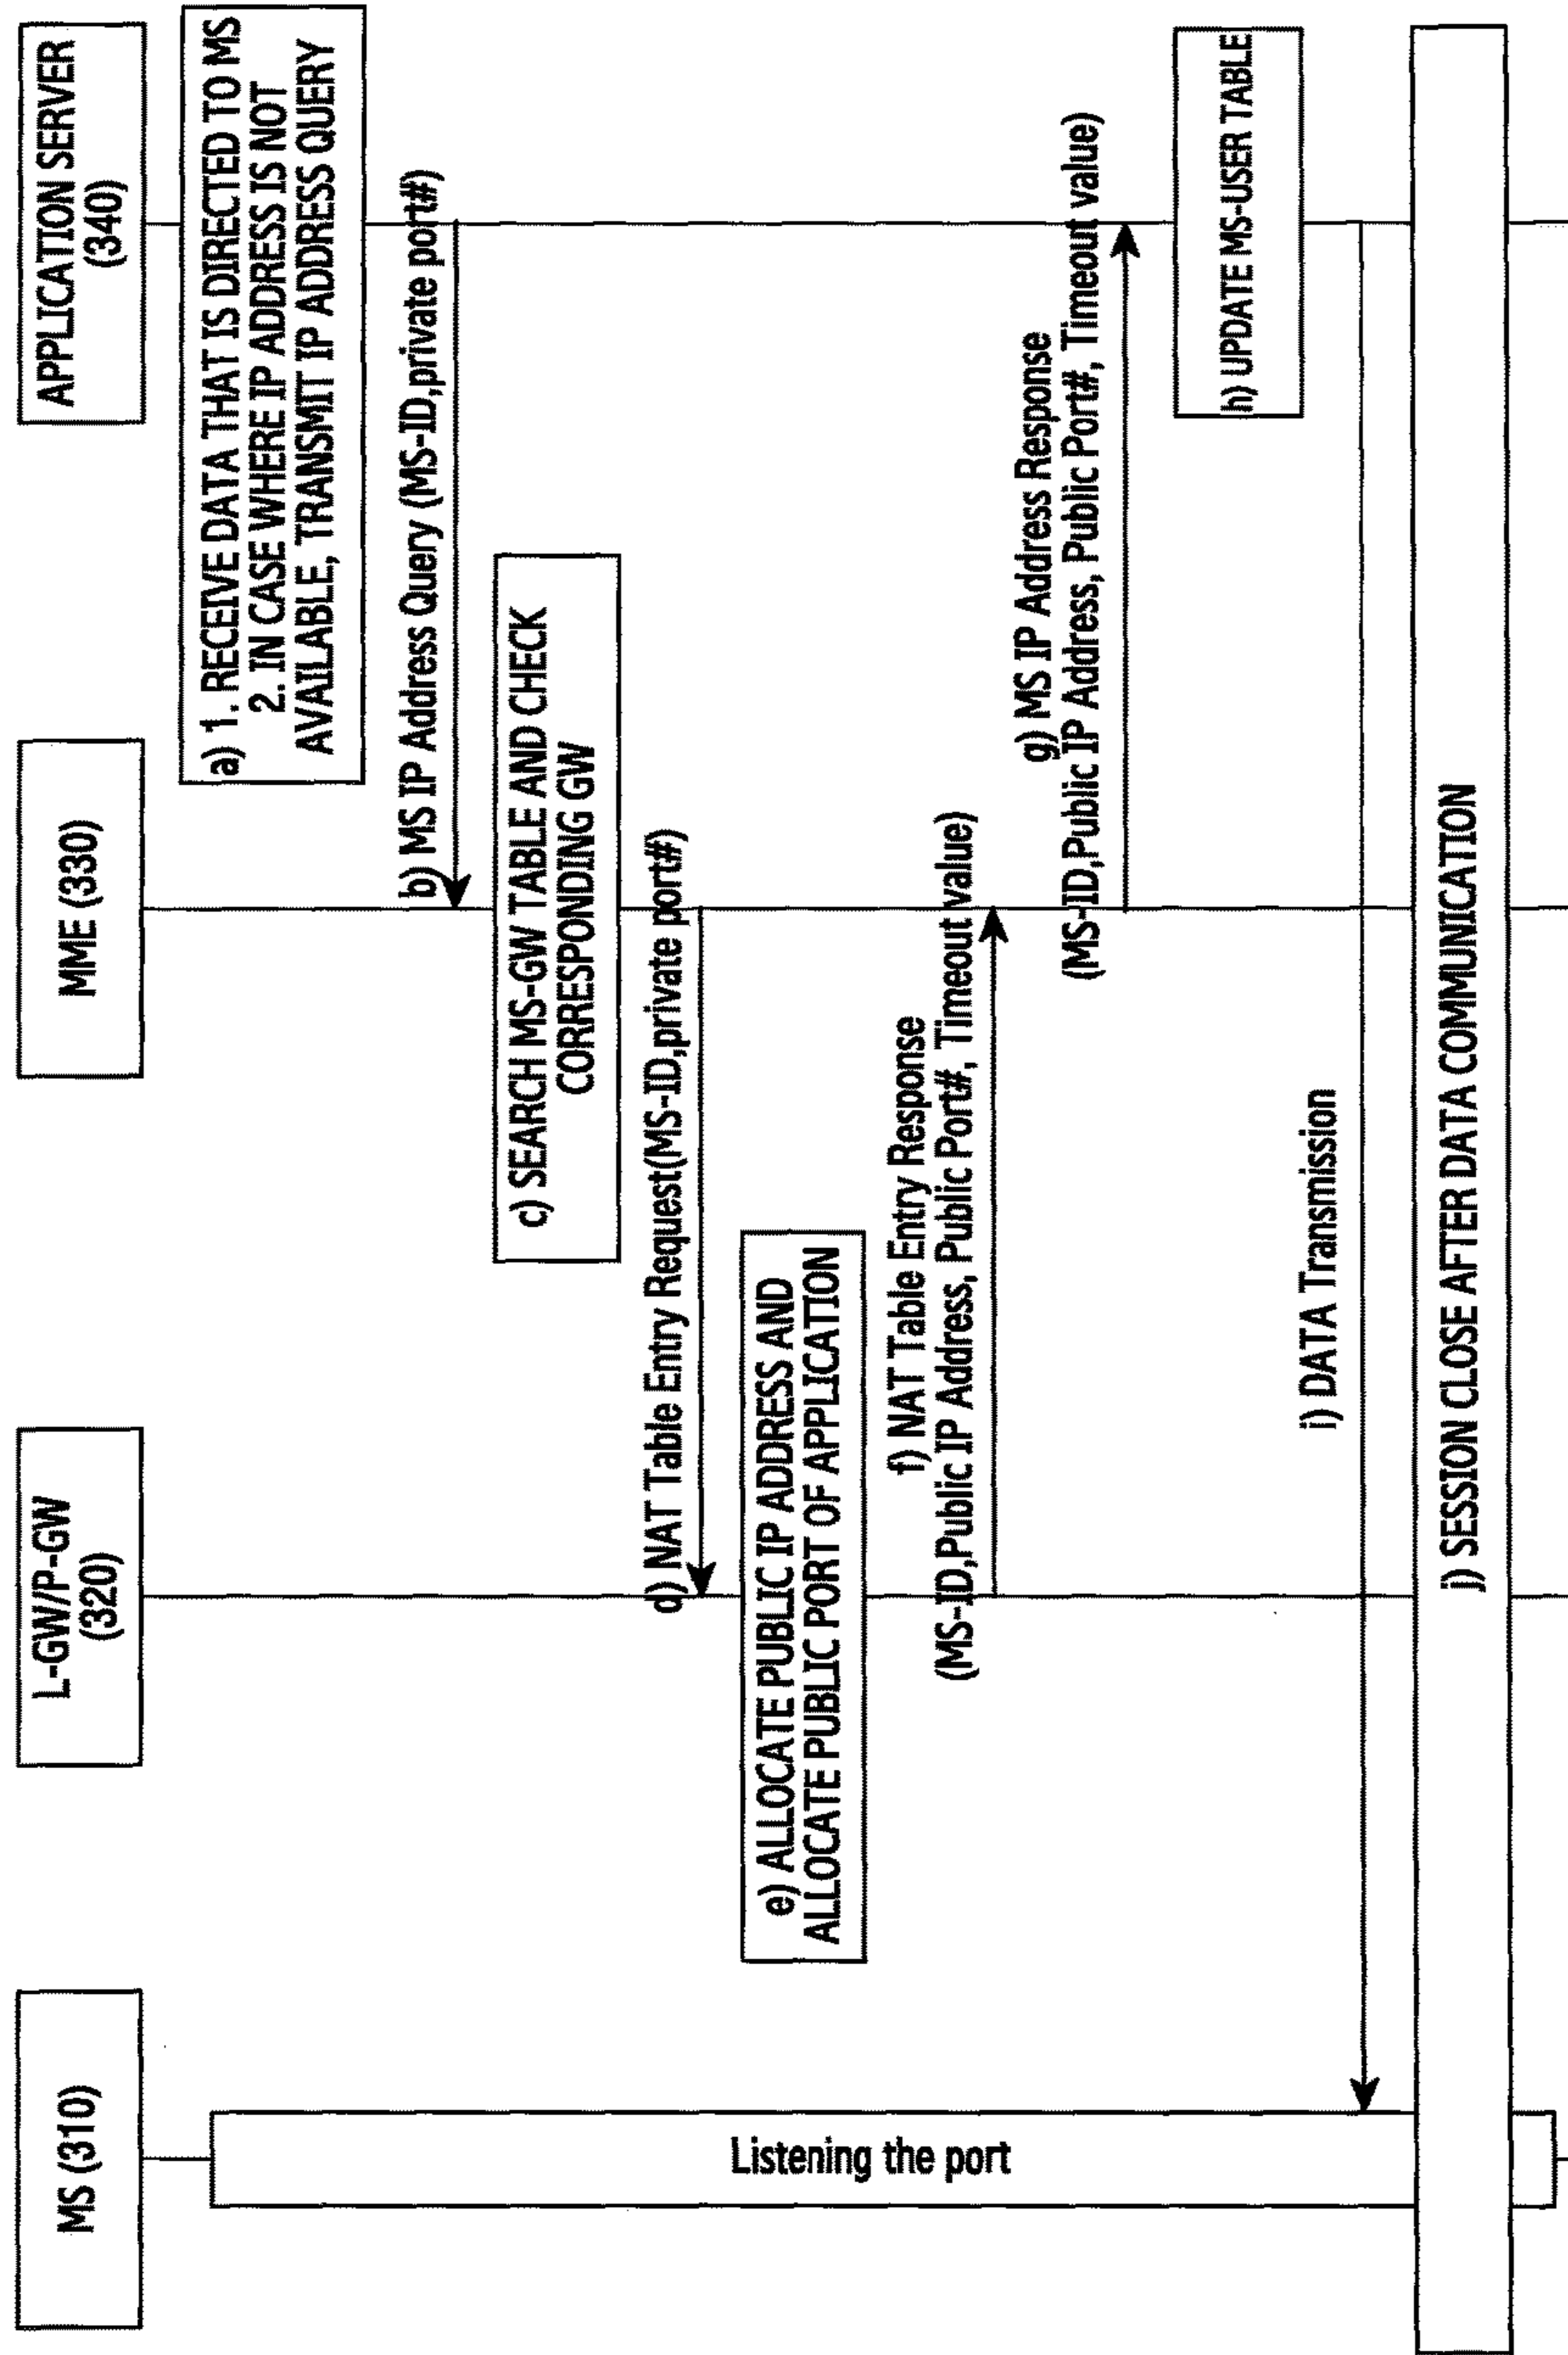 MS (310)
L-GW/P-GW
(320)
MME (330)
APPLICATION SERVER
(340)
Listening the port
a) 1. RECEIVE DATA THAT IS DIRECTED TO MS
2. IN CASE WHERE IP ADDRESS IS NOT
AVAILABLE, TRANSMIT IP ADDRESS QUERY
b) MS IP Address Query (MS-ID,private port#)
c) SEARCH MS-GW TABLE AND CHECK
CORRESPONDING GW
d) NAT Table Entry Request(MS-ID,private port#)
e) ALLOCATE PUBLIC IP ADDRESS AND
ALLOCATE PUBLIC PORT OF APPLICATION
f) NAT Table Entry Response
(MS-ID,Public IP Address, Public Port#, Timeout value)
g) MS IP Address Response
(MS-ID,Public IP Address, Public Port#, Timeout value)
h) UPDATE MS-USER TABLE
i) DATA Transmission
j) SESSION CLOSE AFTER DATA COMMUNICATION